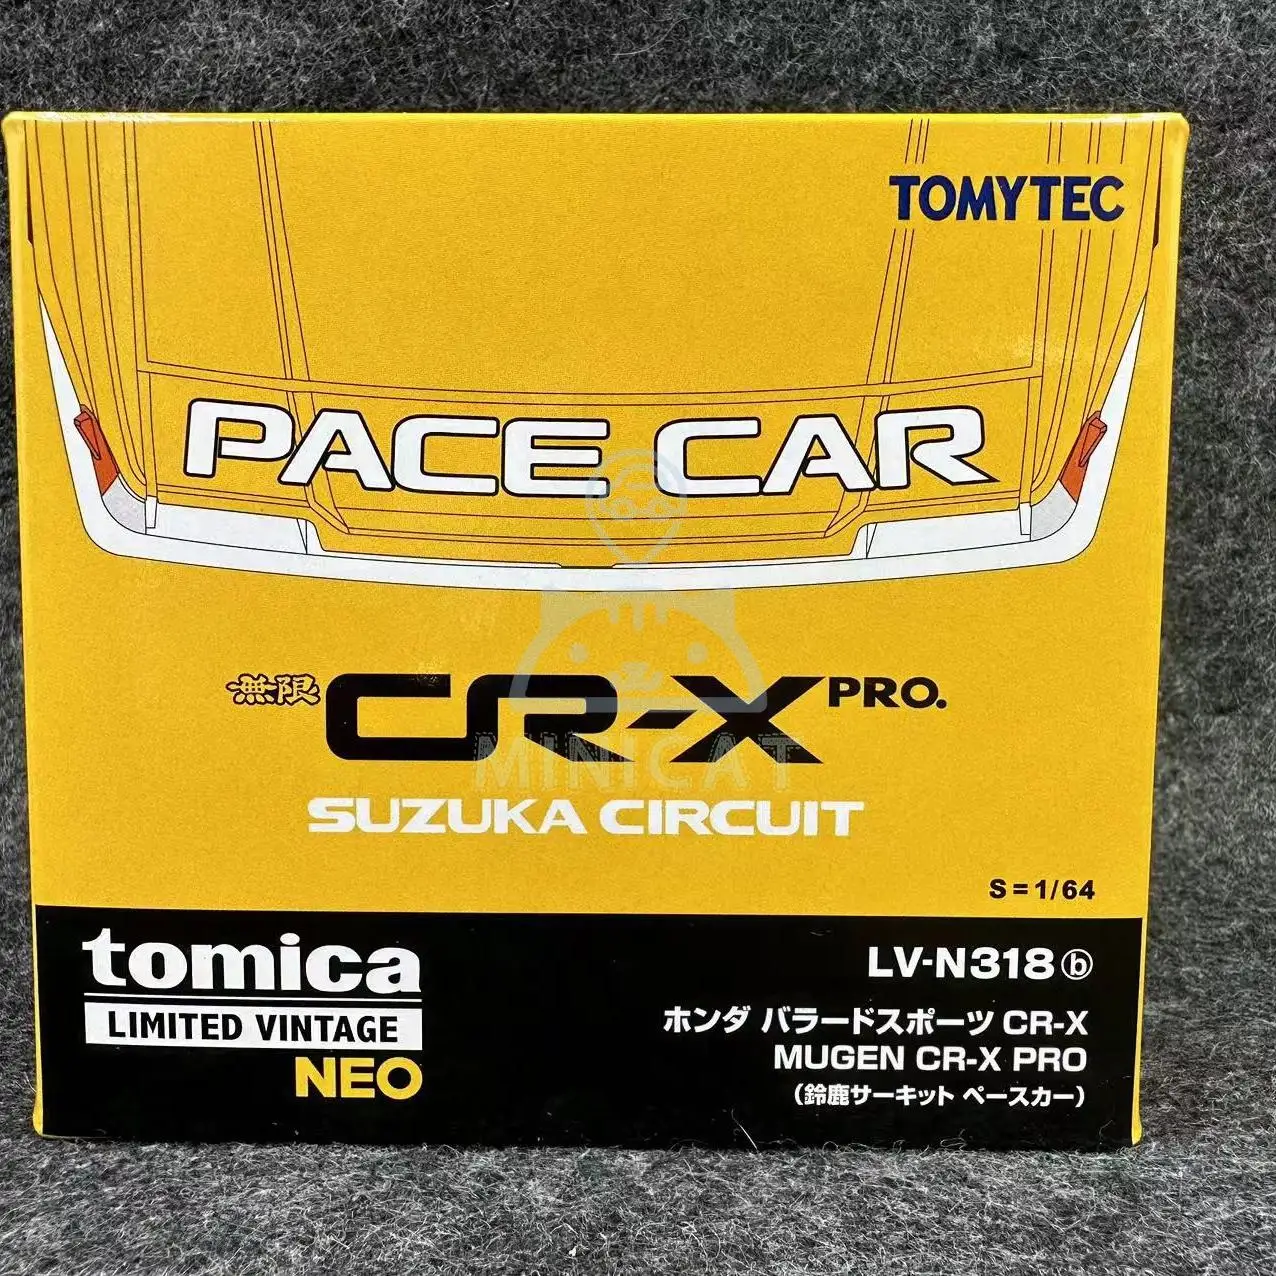 TOMYTEC
PACE CAR
無限 CR-X PRO.
MINICAT
SUZUKA CIRCUIT
S=1/64
tomica
LIMITED VINTAGE
NEO
LV-N318ⓑ
ホンダ バラードスポーツ CR-X
MUGEN CR-X PRO
(鈴鹿サーキット ペースカー)